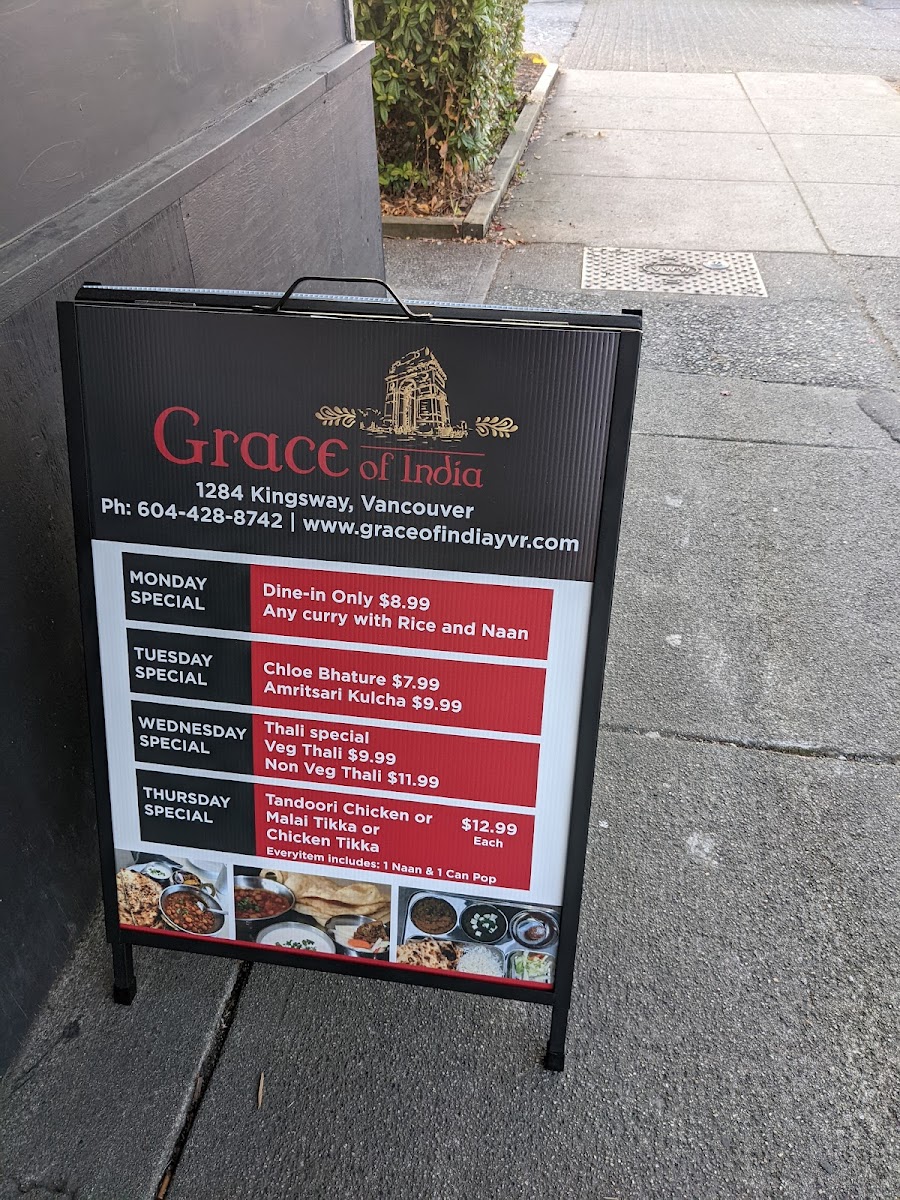 Grace of India
1284 Kingsway, Vancouver
Ph: 604-428-8742 | www.graceofindiayvr.com
MONDAY
SPECIAL
Dine-in Only $8.99
Any curry with Rice and Naan
TUESDAY
SPECIAL
Chloe Bhature $7.99
Amritsari Kulcha $9.99
WEDNESDAY
SPECIAL
Thali special
Veg Thali $9.99
Non Veg Thali $11.99
THURSDAY
SPECIAL
Tandoori Chicken or
Malai Tikka or
Chicken Tikka
$12.99
Each
Everyitem includes: 1 Naan & 1 Can Pop